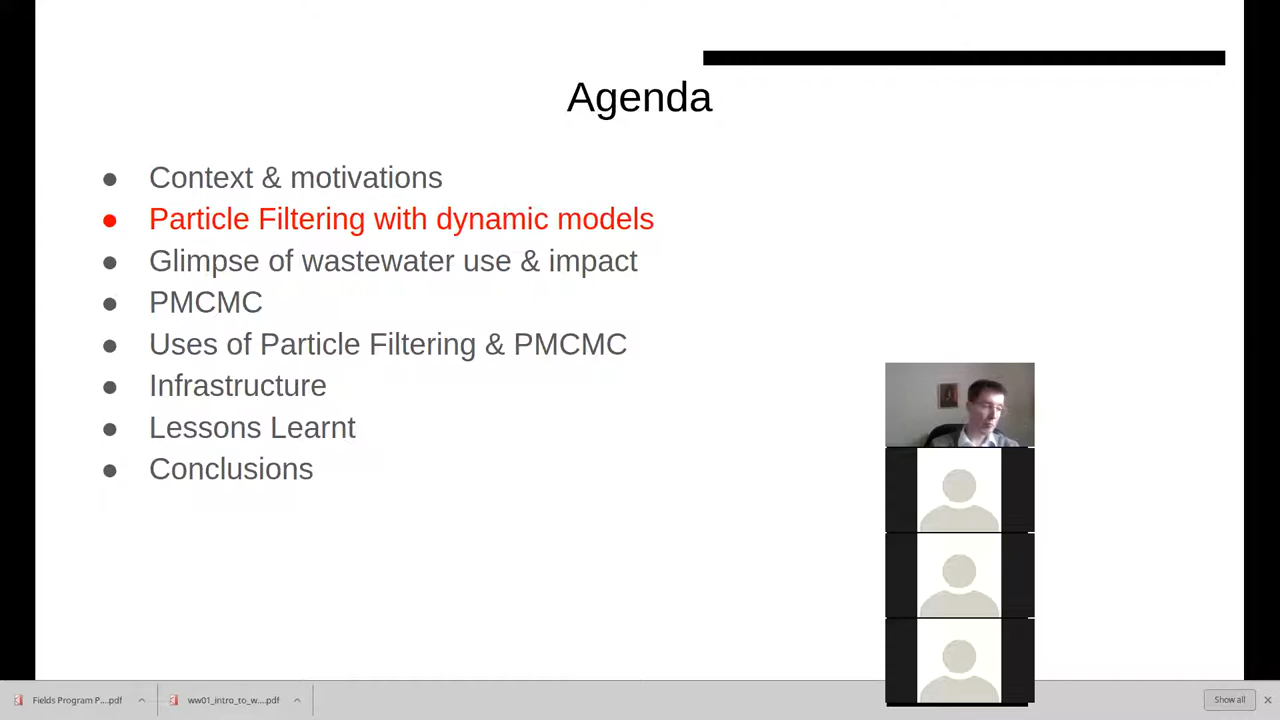 Agenda
● Context & motivations
● Particle Filtering with dynamic models
● Glimpse of wastewater use & impact
● PMCMC
● Uses of Particle Filtering & PMCMC
● Infrastructure
● Lessons Learnt
● Conclusions
Fields Program P....pdf
ww01_intro_to_w....pdf
Show all